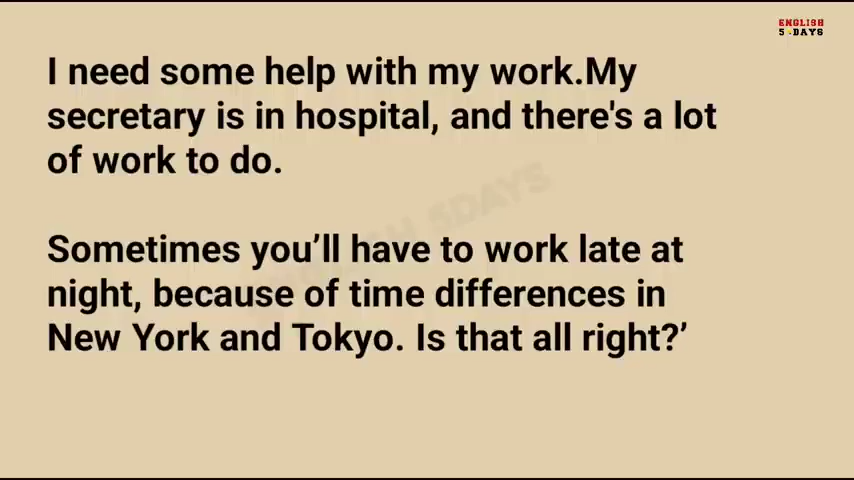 ENGLISH
5 DAYS
I need some help with my work.My
secretary is in hospital, and there's a lot
of work to do.
ENGLISH 5DAYS
Sometimes you’ll have to work late at
night, because of time differences in
New York and Tokyo. Is that all right?’